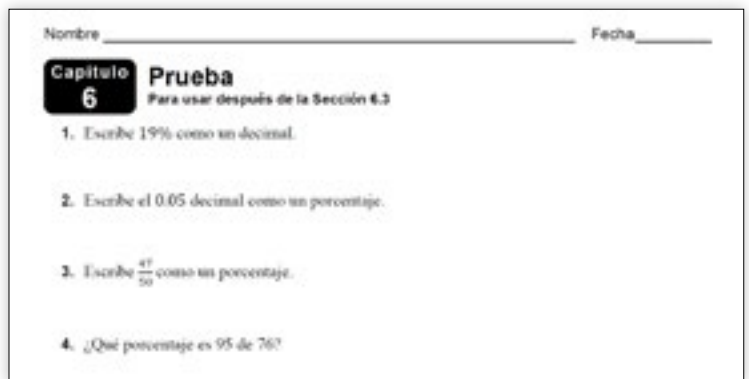 Nombre Fecha
Capítulo 6
Prueba
Para usar después de la Sección 6.3
1. Escribe 19% como un decimal.
2. Escribe el 0.05 decimal como un porcentaje.
3. Escribe 47/50 como un porcentaje.
4. ¿Qué porcentaje es 95 de 76?